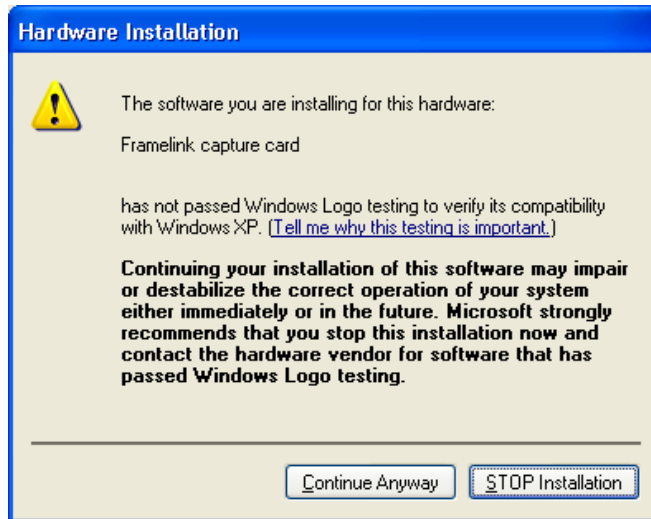 Hardware Installation
The software you are installing for this hardware:
Framelink capture card
has not passed Windows Logo testing to verify its compatibility
with Windows XP. (Tell me why this testing is important.)
Continuing your installation of this software may impair
or destabilize the correct operation of your system
either immediately or in the future. Microsoft strongly
recommends that you stop this installation now and
contact the hardware vendor for software that has
passed Windows Logo testing.
Continue Anyway
STOP Installation